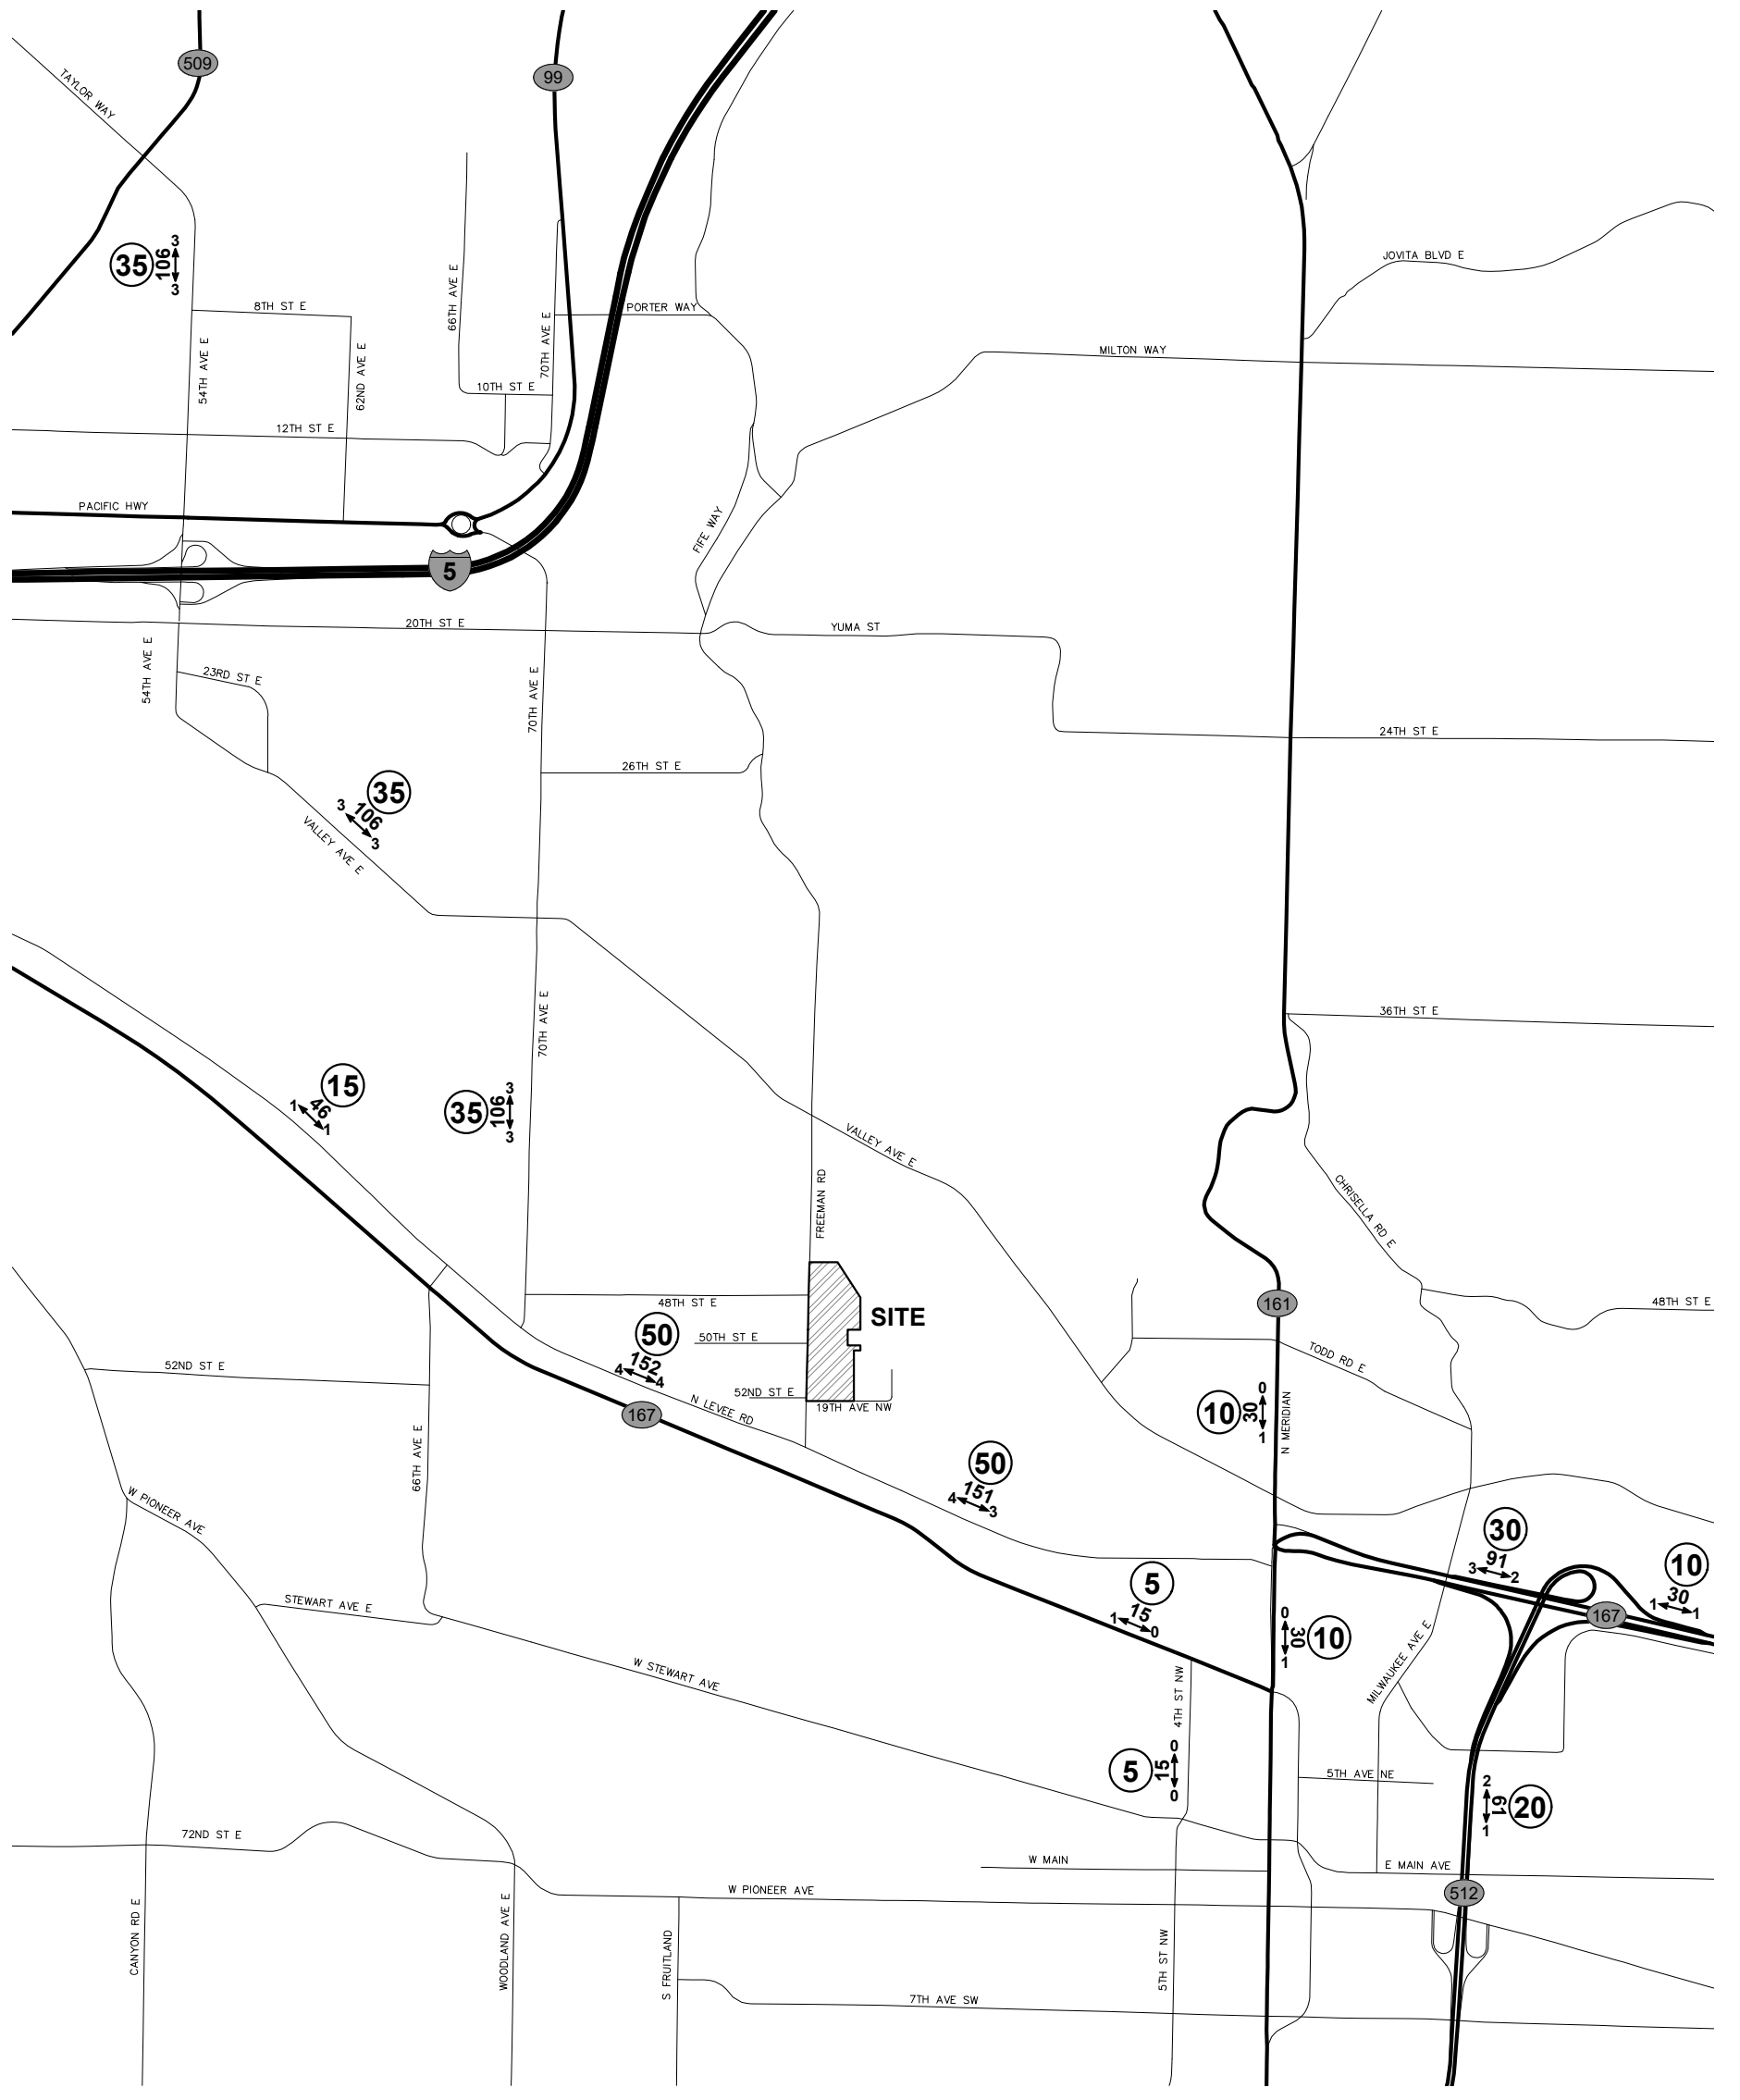 509
99
TAYLOR WAY
3
35
106
3
JOVITA BLVD E
66TH AVE E
8TH ST E
PORTER WAY
54TH AVE E
62ND AVE E
70TH AVE E
MILTON WAY
10TH ST E
12TH ST E
PACIFIC HWY
FIFE WAY
5
20TH ST E
YUMA ST
54TH AVE E
23RD ST E
70TH AVE E
24TH ST E
26TH ST E
35
3
106
3
VALLEY AVE E
36TH ST E
70TH AVE E
15
1
46
1
35
3
106
3
VALLEY AVE E
FREEMAN RD
CHRISELLA RD E
161
48TH ST E
48TH ST E
SITE
50
50TH ST E
4
152
4
52ND ST E
TODD RD E
52ND ST E
19TH AVE NW
N LEVEE RD
167
0
10
30
1
N MERIDIAN
66TH AVE E
50
4
151
3
W PIONEER AVE
30
3
91
2
10
1
30
1
5
1
15
0
167
STEWART AVE E
0
30
10
1
MILWAUKEE AVE E
W STEWART AVE
4TH ST NW
0
5
15
0
5TH AVE NE
2
61
20
1
72ND ST E
W MAIN
E MAIN AVE
W PIONEER AVE
512
CANYON RD E
WOODLAND AVE E
S FRUITLAND
5TH ST NW
7TH AVE SW